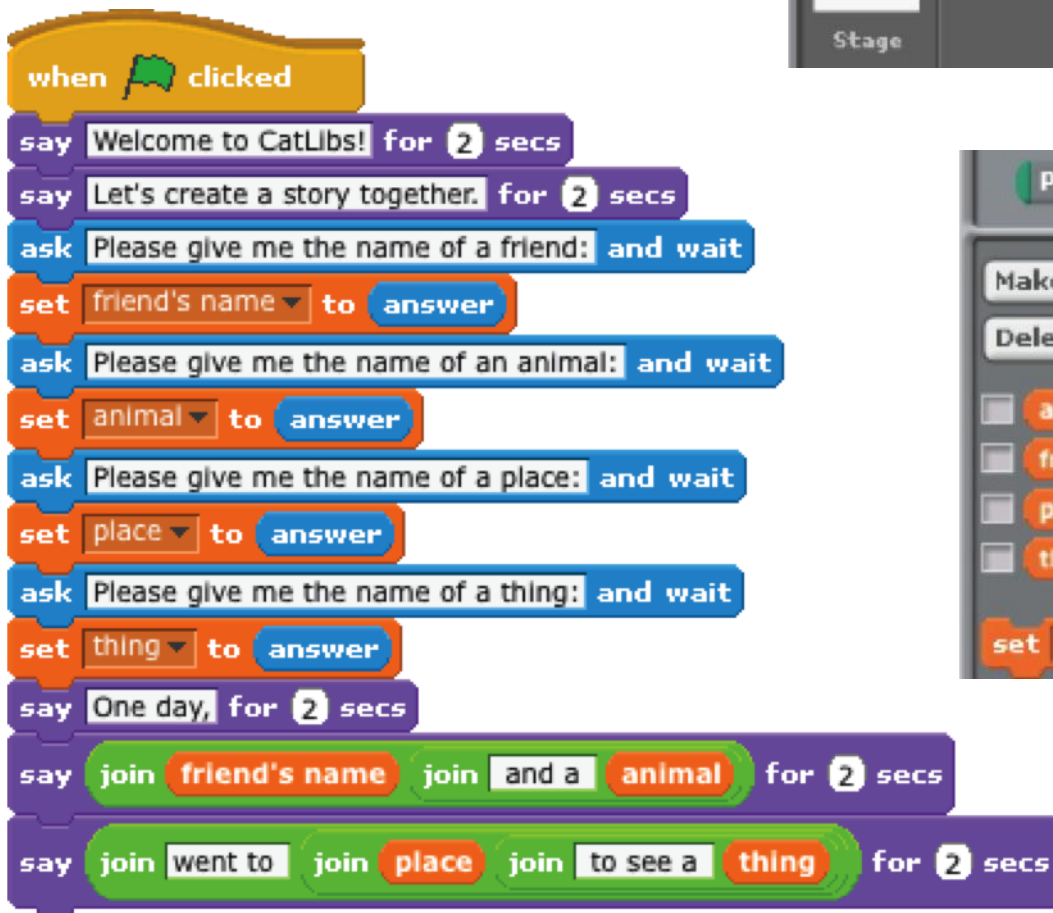 when clicked
say Welcome to CatLibs! for 2 secs
say Let's create a story together. for 2 secs
ask Please give me the name of a friend: and wait
set friend's name to answer
ask Please give me the name of an animal: and wait
set animal to answer
ask Please give me the name of a place: and wait
set place to answer
ask Please give me the name of a thing: and wait
set thing to answer
say One day, for 2 secs
say join friend's name join and a animal for 2 secs
say join went to join place join to see a thing for 2 secs
Stage
set